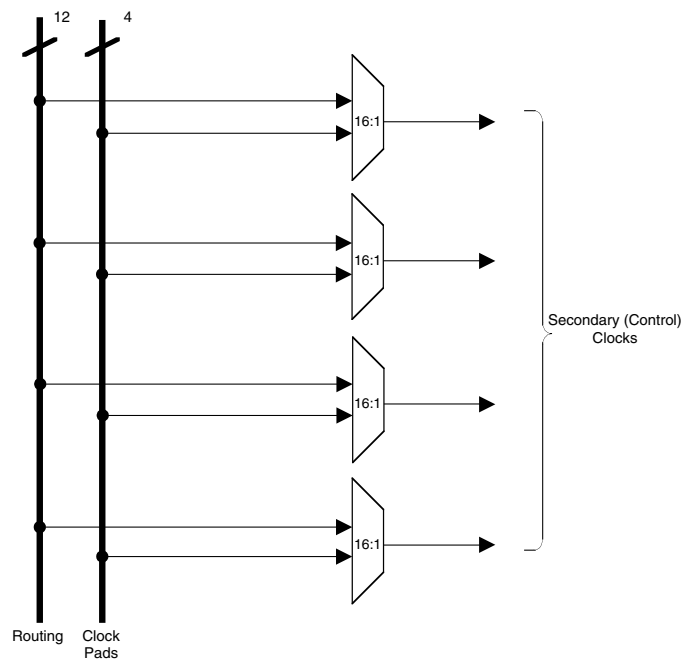 12
4
16:1
16:1
16:1
16:1
Secondary (Control)
Clocks
Routing
Clock
Pads